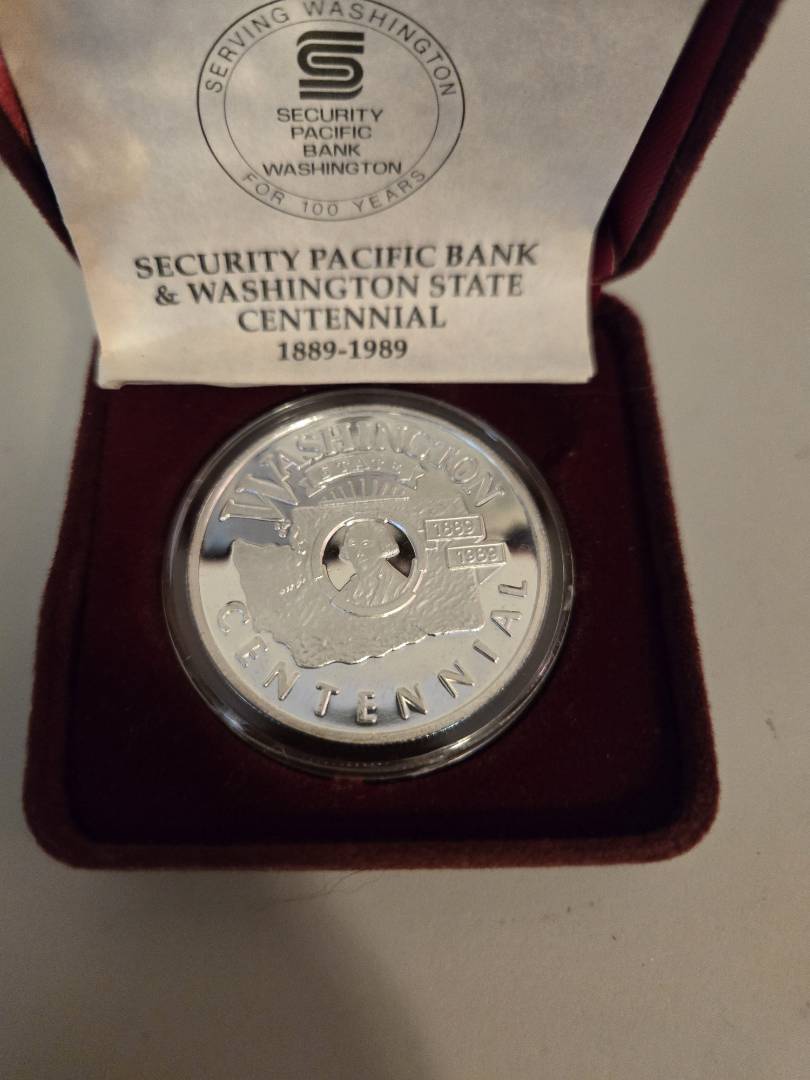 SERVING WASHINGTON
SECURITY
PACIFIC
BANK
WASHINGTON
FOR 100 YEARS
SECURITY PACIFIC BANK
& WASHINGTON STATE
CENTENNIAL
1889-1989
WASHINGTON
STATE
1889
1989
CENTENNIAL